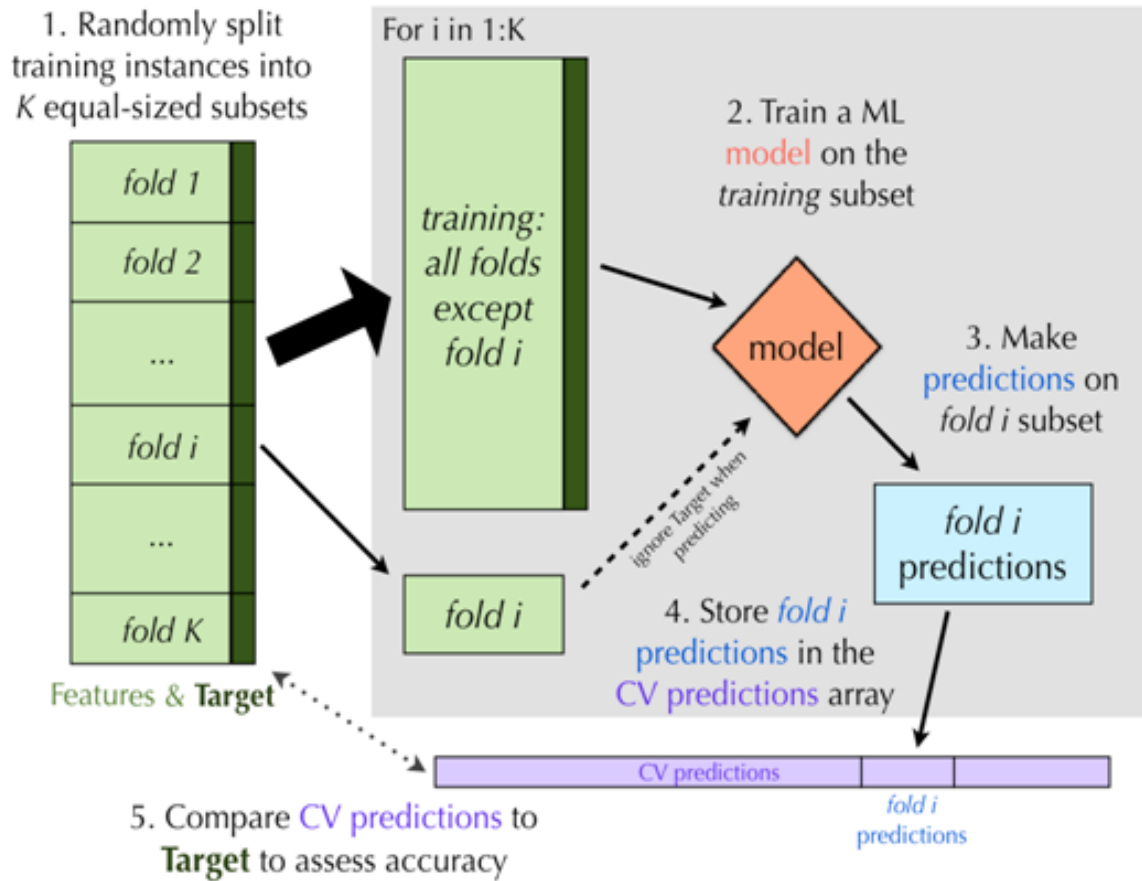 1. Randomly split
training instances into
K equal-sized subsets
fold 1
fold 2
...
fold i
...
fold K
Features & Target
For i in 1:K
training:
all folds
except
fold i
fold i
2. Train a ML
model on the
training subset
model
ignore Target when
predicting
3. Make
predictions on
fold i subset
fold i
predictions
4. Store fold i
predictions in the
CV predictions array
CV predictions
fold i
predictions
5. Compare CV predictions to
Target to assess accuracy